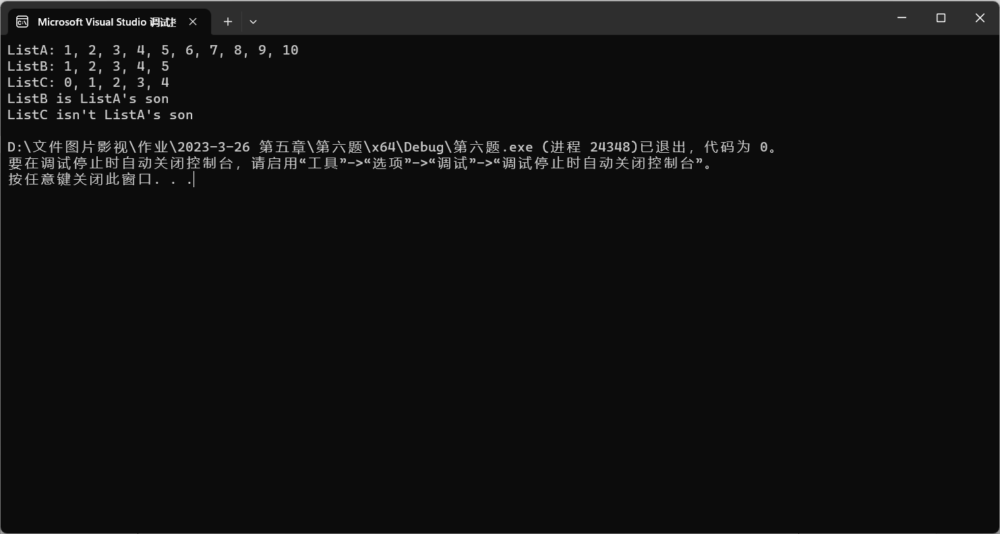 Microsoft Visual Studio 调试
ListA: 1, 2, 3, 4, 5, 6, 7, 8, 9, 10
ListB: 1, 2, 3, 4, 5
ListC: 0, 1, 2, 3, 4
ListB is ListA's son
ListC isn't ListA's son
D:\文件图片影视\作业\2023-3-26 第五章\第六题\x64\Debug\第六题.exe (进程 24348)已退出，代码为 0。
要在调试停止时自动关闭控制台，请启用“工具”->“选项”->“调试”->“调试停止时自动关闭控制台”。
按任意键关闭此窗口. . .